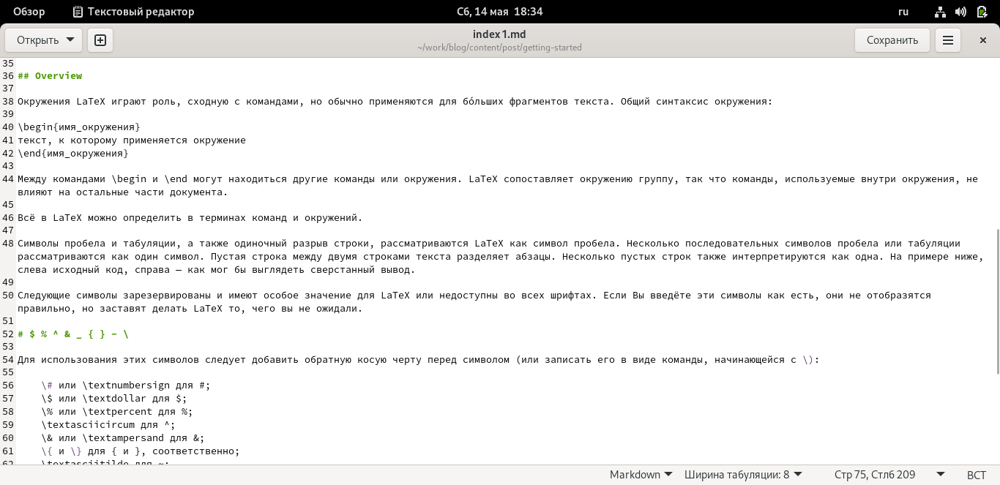 Обзор Текстовый редактор Сб, 14 мая 18:34 ru
Открыть index1.md Сохранить
~/work/blog/content/post/getting-started
35
36 ## Overview
37
38 Окружения LaTeX играют роль, сходную с командами, но обычно применяются для бо́льших фрагментов текста. Общий синтаксис окружения:
39
40 \begin{имя_окружения}
41 текст, к которому применяется окружение
42 \end{имя_окружения}
43
44 Между командами \begin и \end могут находиться другие команды или окружения. LaTeX сопоставляет окружению группу, так что команды, используемые внутри окружения, не
влияют на остальные части документа.
45
46 Всё в LaTeX можно определить в терминах команд и окружений.
47
48 Символы пробела и табуляции, а также одиночный разрыв строки, рассматриваются LaTeX как символ пробела. Несколько последовательных символов пробела или табуляции
рассматриваются как один символ. Пустая строка между двумя строками текста разделяет абзацы. Несколько пустых строк также интерпретируются как одна. На примере ниже,
слева исходный код, справа — как мог бы выглядеть сверстанный вывод.
49
50 Следующие символы зарезервированы и имеют особое значение для LaTeX или недоступны во всех шрифтах. Если Вы введёте эти символы как есть, они не отобразятся
правильно, но заставят делать LaTeX то, чего вы не ожидали.
51
52 # $ % ^ & _ { } ~ \
53
54 Для использования этих символов следует добавить обратную косую черту перед символом (или записать его в виде команды, начинающейся с \):
55
56 \# или \textnumbersign для #;
57 \$ или \textdollar для $;
58 \% или \textpercent для %;
59 \textasciicircum для ^;
60 \& или \textampersand для &;
61 \{ и \} для { и }, соответственно;
62 \textasciitilde для ~;
Markdown Ширина табуляции: 8 Стр 75, Стлб 209 ВСТ